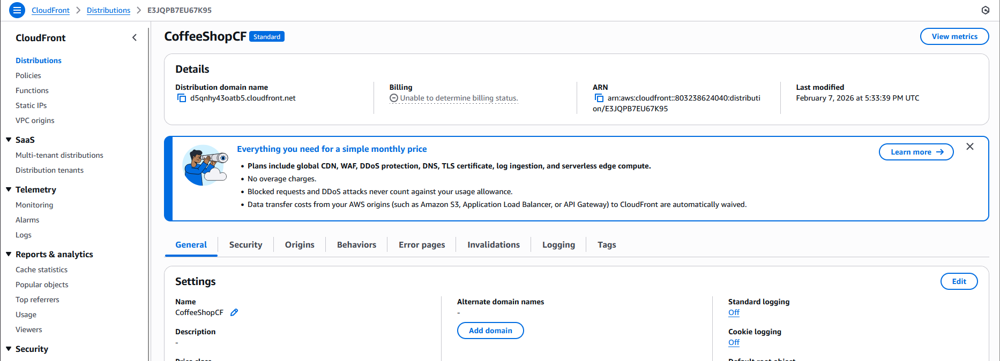 CloudFront > Distributions > E3JQPB7EU67K95
CloudFront
Distributions
Policies
Functions
Static IPs
VPC origins
SaaS
Multi-tenant distributions
Distribution tenants
Telemetry
Monitoring
Alarms
Logs
Reports & analytics
Cache statistics
Popular objects
Top referrers
Usage
Viewers
Security
CoffeeShopCF Standard
View metrics
Details
Distribution domain name
d5qnhy43oatb5.cloudfront.net
Billing
Unable to determine billing status.
ARN
arn:aws:cloudfront::803238624040:distributi
on/E3JQPB7EU67K95
Last modified
February 7, 2026 at 5:33:39 PM UTC
Everything you need for a simple monthly price
• Plans include global CDN, WAF, DDoS protection, DNS, TLS certificate, log ingestion, and serverless edge compute.
• No overage charges.
• Blocked requests and DDoS attacks never count against your usage allowance.
• Data transfer costs from your AWS origins (such as Amazon S3, Application Load Balancer, or API Gateway) to CloudFront are automatically waived.
Learn more
General Security Origins Behaviors Error pages Invalidations Logging Tags
Settings
Edit
Name
CoffeeShopCF
Description
-
Price class
Alternate domain names
-
Add domain
Standard logging
Off
Cookie logging
Off
Default root object